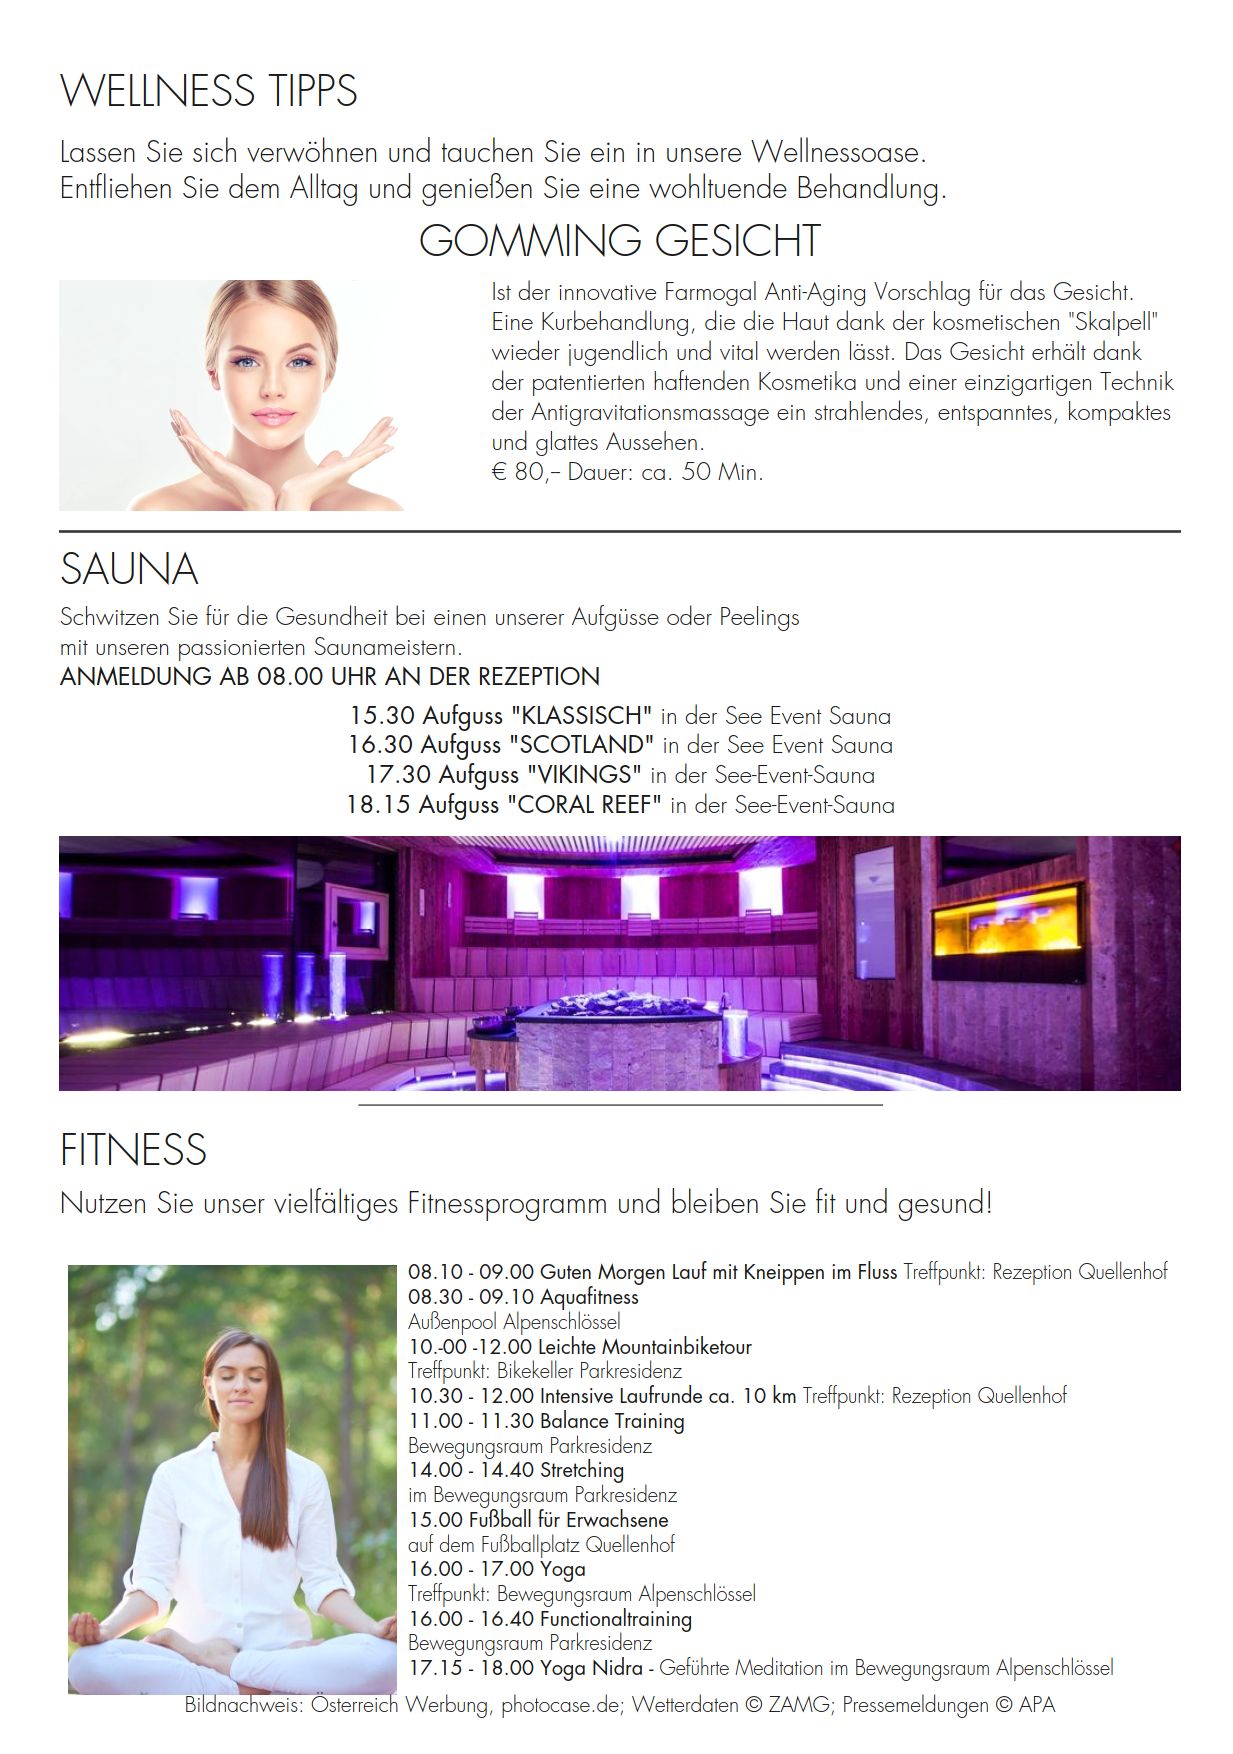 WELLNESS TIPPS
Lassen Sie sich verwöhnen und tauchen Sie ein in unsere Wellnessoase.
Entfliehen Sie dem Alltag und genießen Sie eine wohltuende Behandlung.
GOMMING GESICHT
Ist der innovative Farmogal Anti-Aging Vorschlag für das Gesicht.
Eine Kurbehandlung, die die Haut dank der kosmetischen "Skalpell"
wieder jugendlich und vital werden lässt. Das Gesicht erhält dank
der patentierten haftenden Kosmetika und einer einzigartigen Technik
der Antigravitationsmassage ein strahlendes, entspanntes, kompaktes
und glattes Aussehen.
€ 80,– Dauer: ca. 50 Min.
SAUNA
Schwitzen Sie für die Gesundheit bei einen unserer Aufgüsse oder Peelings
mit unseren passionierten Saunameistern.
ANMELDUNG AB 08.00 UHR AN DER REZEPTION
15.30 Aufguss "KLASSISCH" in der See Event Sauna
16.30 Aufguss "SCOTLAND" in der See Event Sauna
17.30 Aufguss "VIKINGS" in der See-Event-Sauna
18.15 Aufguss "CORAL REEF" in der See-Event-Sauna
FITNESS
Nutzen Sie unser vielfältiges Fitnessprogramm und bleiben Sie fit und gesund!
08.10 - 09.00 Guten Morgen Lauf mit Kneippen im Fluss Treffpunkt: Rezeption Quellenhof
08.30 - 09.10 Aquafitness
Außenpool Alpenschlössel
10.-00 -12.00 Leichte Mountainbiketour
Treffpunkt: Bikekeller Parkresidenz
10.30 - 12.00 Intensive Laufrunde ca. 10 km Treffpunkt: Rezeption Quellenhof
11.00 - 11.30 Balance Training
Bewegungsraum Parkresidenz
14.00 - 14.40 Stretching
im Bewegungsraum Parkresidenz
15.00 Fußball für Erwachsene
auf dem Fußballplatz Quellenhof
16.00 - 17.00 Yoga
Treffpunkt: Bewegungsraum Alpenschlössel
16.00 - 16.40 Functionaltraining
Bewegungsraum Parkresidenz
17.15 - 18.00 Yoga Nidra - Geführte Meditation im Bewegungsraum Alpenschlössel
Bildnachweis: Österreich Werbung, photocase.de; Wetterdaten © ZAMG; Pressemeldungen © APA